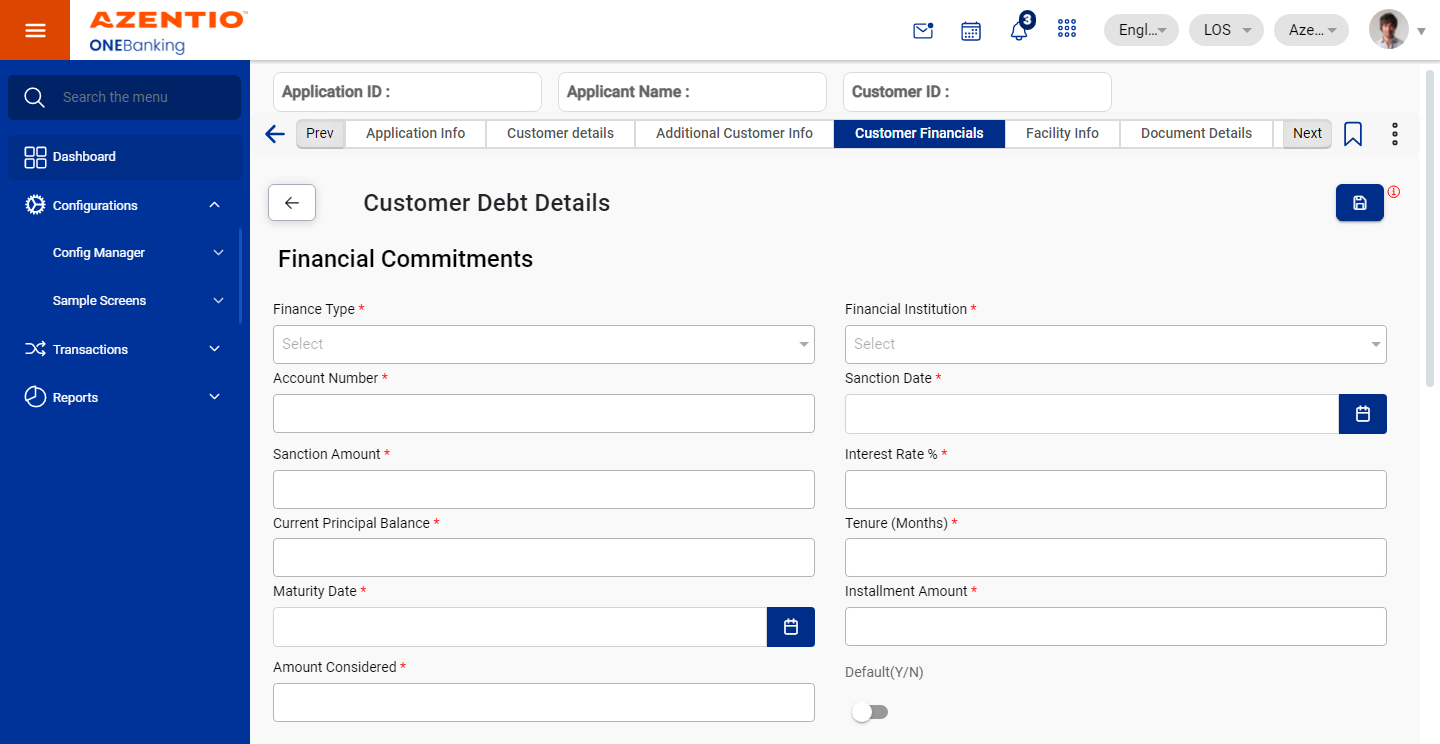 AZENTIO™
ONEBanking
3
Engl...
LOS
Aze...
Search the menu
Dashboard
Configurations
Config Manager
Sample Screens
Transactions
Reports
Application ID :
Applicant Name :
Customer ID :
Prev
Application Info
Customer details
Additional Customer Info
Customer Financials
Facility Info
Document Details
Next
Customer Debt Details
Financial Commitments
Finance Type *
Financial Institution *
Select
Select
Account Number *
Sanction Date *
Sanction Amount *
Interest Rate % *
Current Principal Balance *
Tenure (Months) *
Maturity Date *
Installment Amount *
Amount Considered *
Default(Y/N)